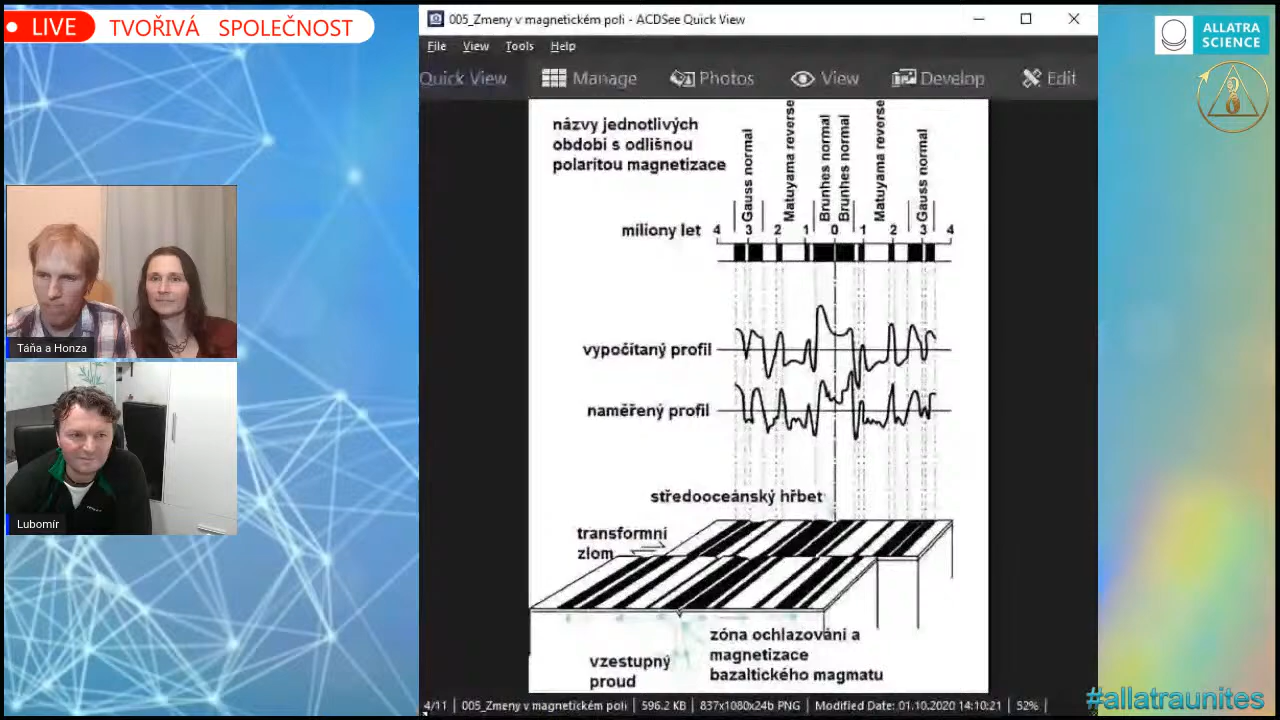 LIVE
TVOŘIVÁ SPOLEČNOST
005_Zmeny v magnetickém poli - ACDSee Quick View
File View Tools Help
Quick View Manage Photos View Develop Edit
ALLATRA
SCIENCE
názvy jednotlivých
obdobi s odlišnou
polaritou magnetizace
Gauss normal
Matuyama reverse
Brunhes normal
Brunhes normal
Matuyama reverse
Gauss normal
miliony let
4 3 2 1 0 1 2 3 4
vypočítaný profil
naměřený profil
středooceánský hřbet
transformní
zlom
zóna ochlazování a
magnetizace
bazaltického magmatu
vzestupný
proud
Táňa a Honza
Lubomír
4/11 005_Zmeny v magnetickém poli 596.2 KB 837x1080x24b PNG Modified Date: 01.10.2020 14:10:21 52%
#allatraunites